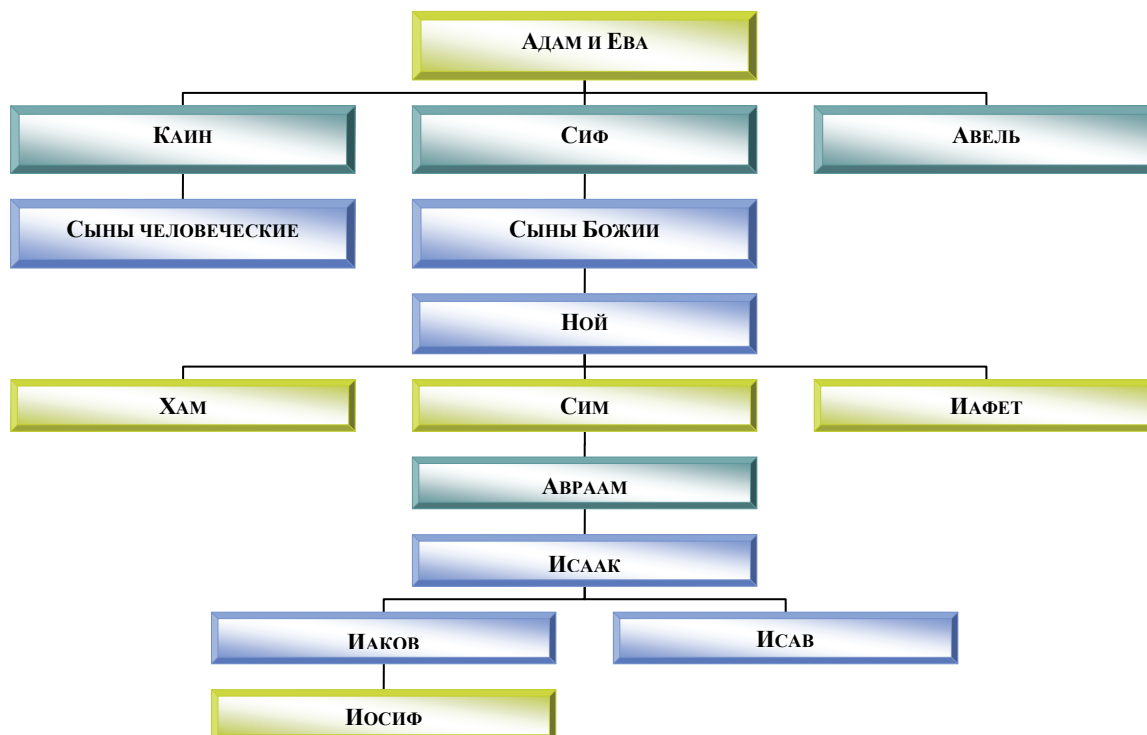 Адам и Ева
Каин
Сиф
Авель
Сыны человеческие
Сыны Божии
Ной
Хам
Сим
Иафет
Авраам
Исаак
Иаков
Исав
Иосиф